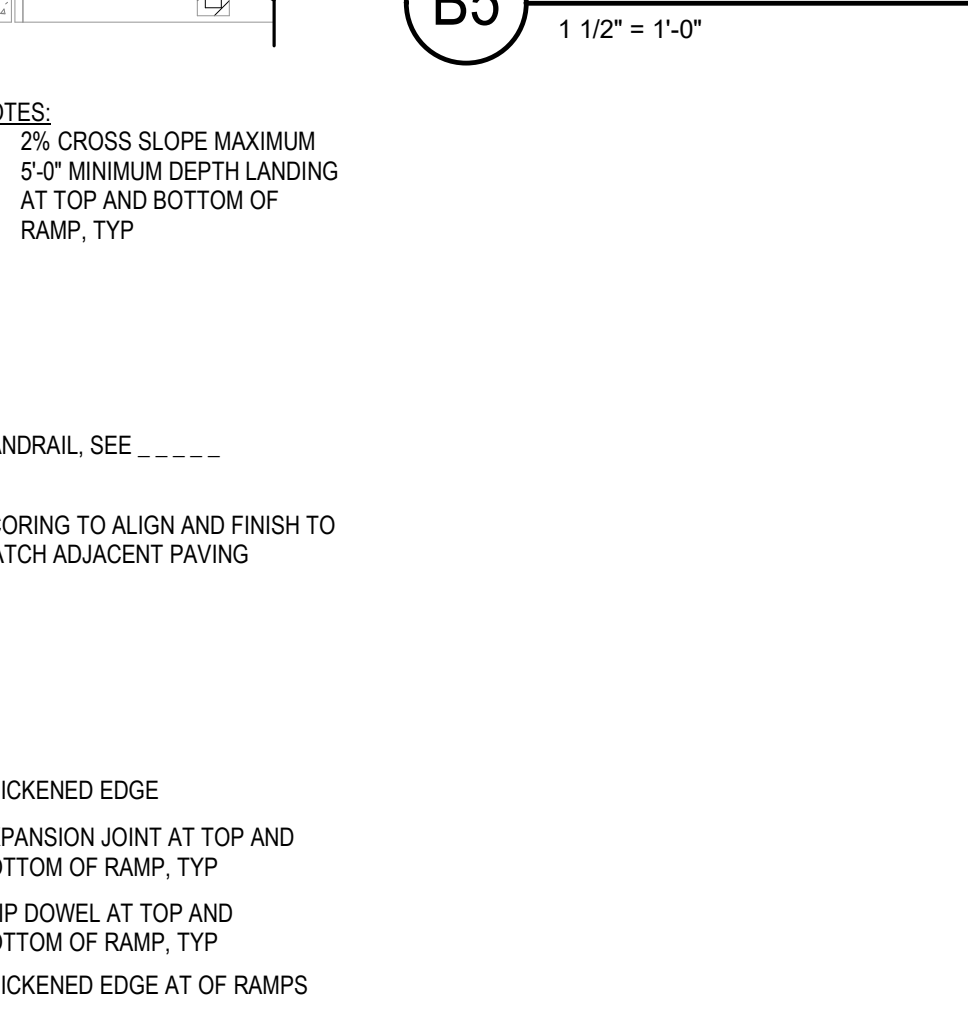 B5
1 1/2" = 1'-0"
OTES:
2% CROSS SLOPE MAXIMUM
5'-0" MINIMUM DEPTH LANDING
AT TOP AND BOTTOM OF
RAMP, TYP
ANDRAIL, SEE _ _ _ _ _
CORING TO ALIGN AND FINISH TO
ATCH ADJACENT PAVING
ICKENED EDGE
PANSION JOINT AT TOP AND
OTTOM OF RAMP, TYP
IP DOWEL AT TOP AND
OTTOM OF RAMP, TYP
ICKENED EDGE AT OF RAMPS